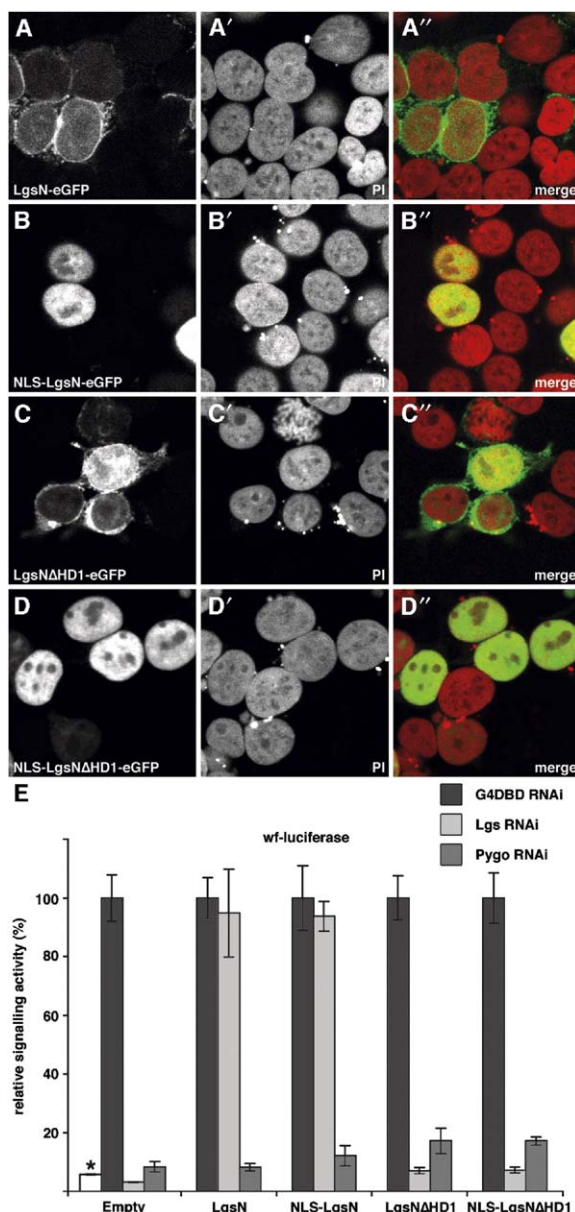 A A′ A″
LgsN-eGFP PI merge
B B′ B″
NLS-LgsN-eGFP PI merge
C C′ C″
LgsNΔHD1-eGFP PI merge
D D′ D″
NLS-LgsNΔHD1-eGFP PI merge
E
G4DBD RNAi
wf-luciferase
Lgs RNAi
Pygo RNAi
relative signalling activity (%)
100
80
60
40
20
*
Empty LgsN NLS-LgsN LgsNΔHD1 NLS-LgsNΔHD1